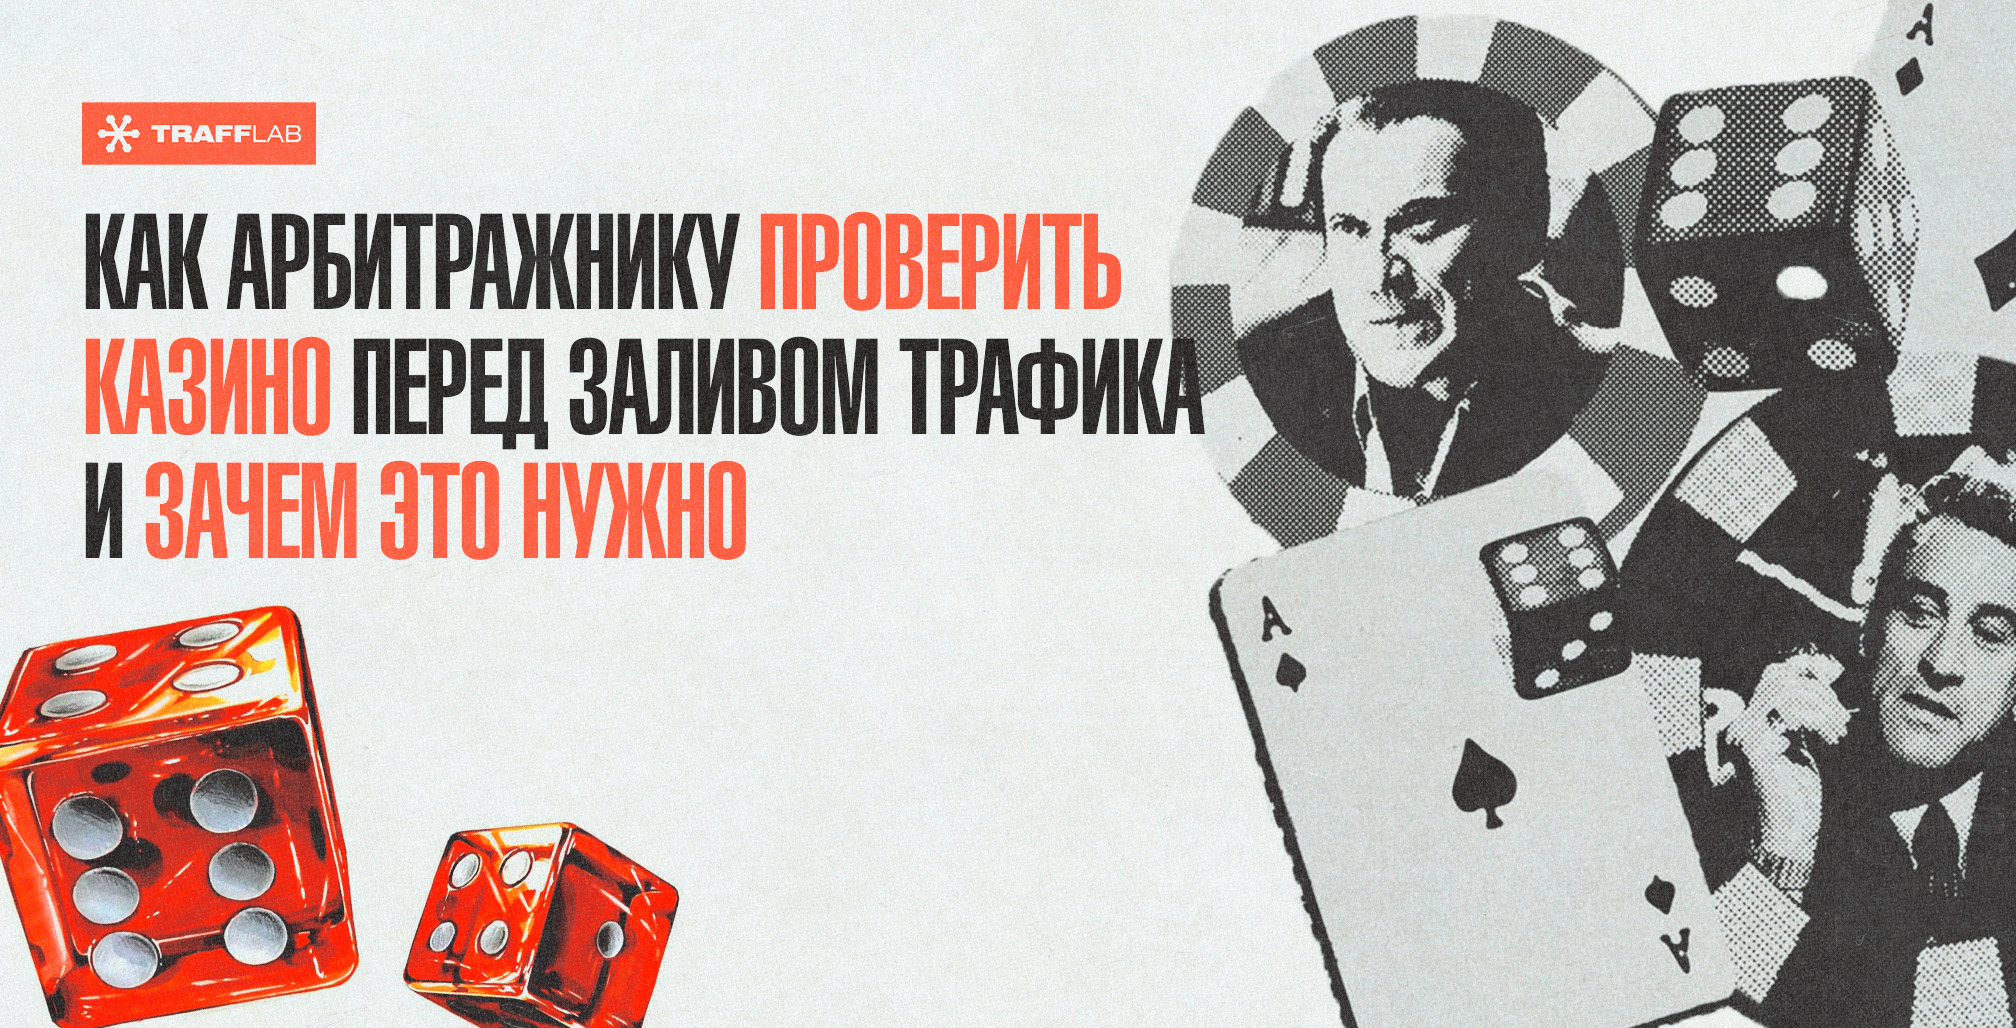 TRAFFLAB
КАК АРБИТРАЖНИКУ ПРОВЕРИТЬ
КАЗИНО ПЕРЕД ЗАЛИВОМ ТРАФИКА
И ЗАЧЕМ ЭТО НУЖНО
A
A
A